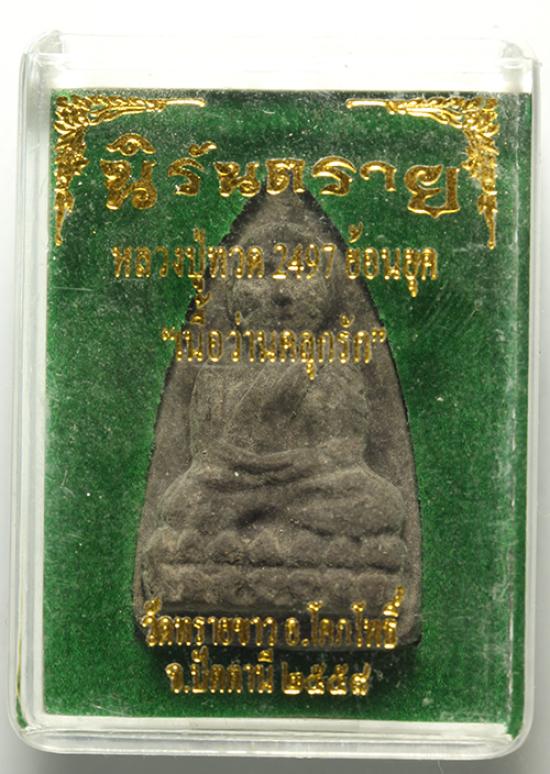 นิรันตราย
หลวงปู่ทวด 2497 ย้อนยุค
"เนื้อว่านคลุกรัก"
วัดทรายขาว อ.โคกโพธิ์
จ.ปัตตานี ๒๕๕๙